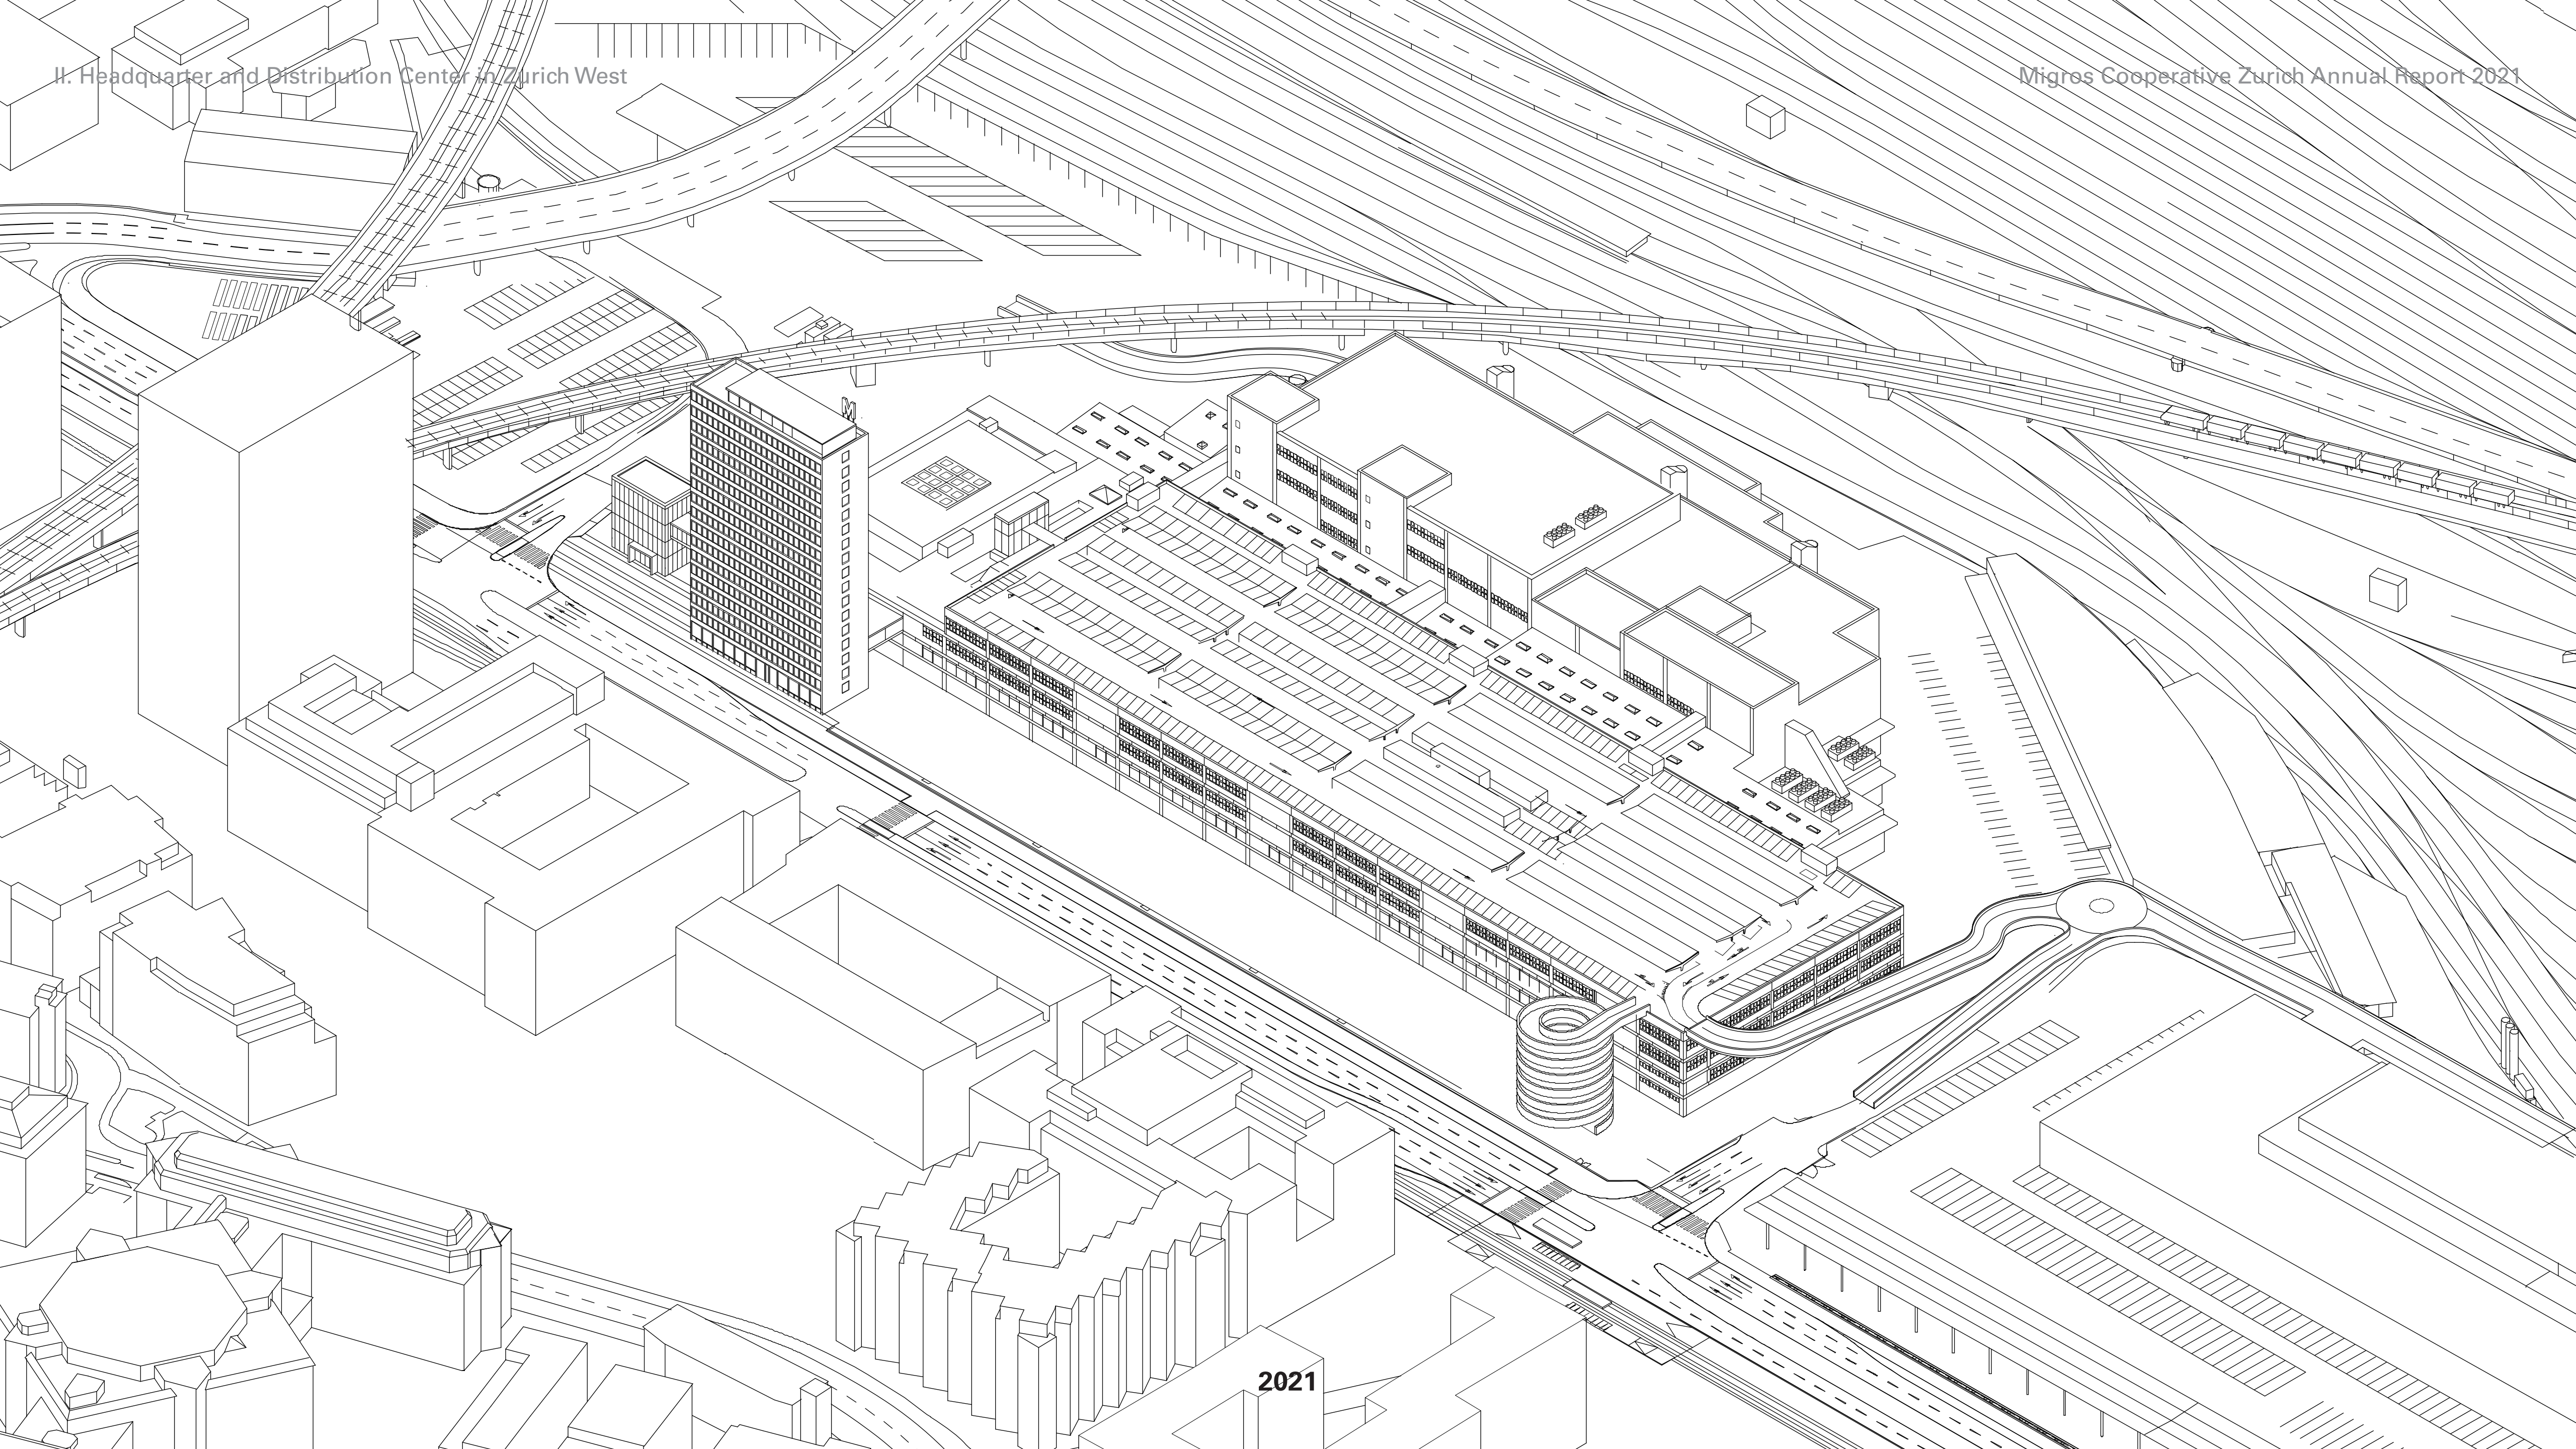 II. Headquarter and Distribution Center in Zurich West
Migros Cooperative Zurich Annual Report 2021
M
2021